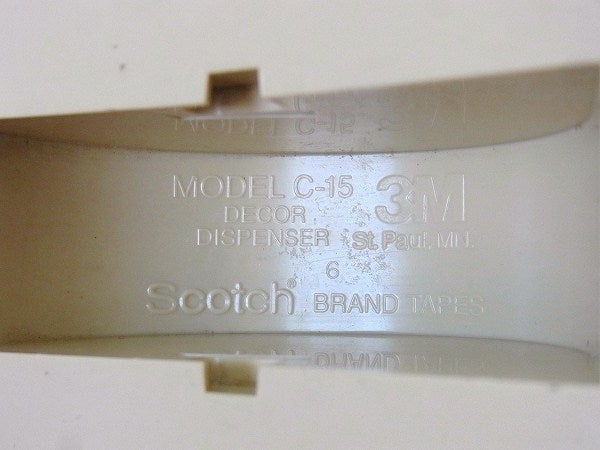 MODEL C-15 3M
DECOR
DISPENSER St. Paul, MN.
6
Scotch® BRAND TAPES